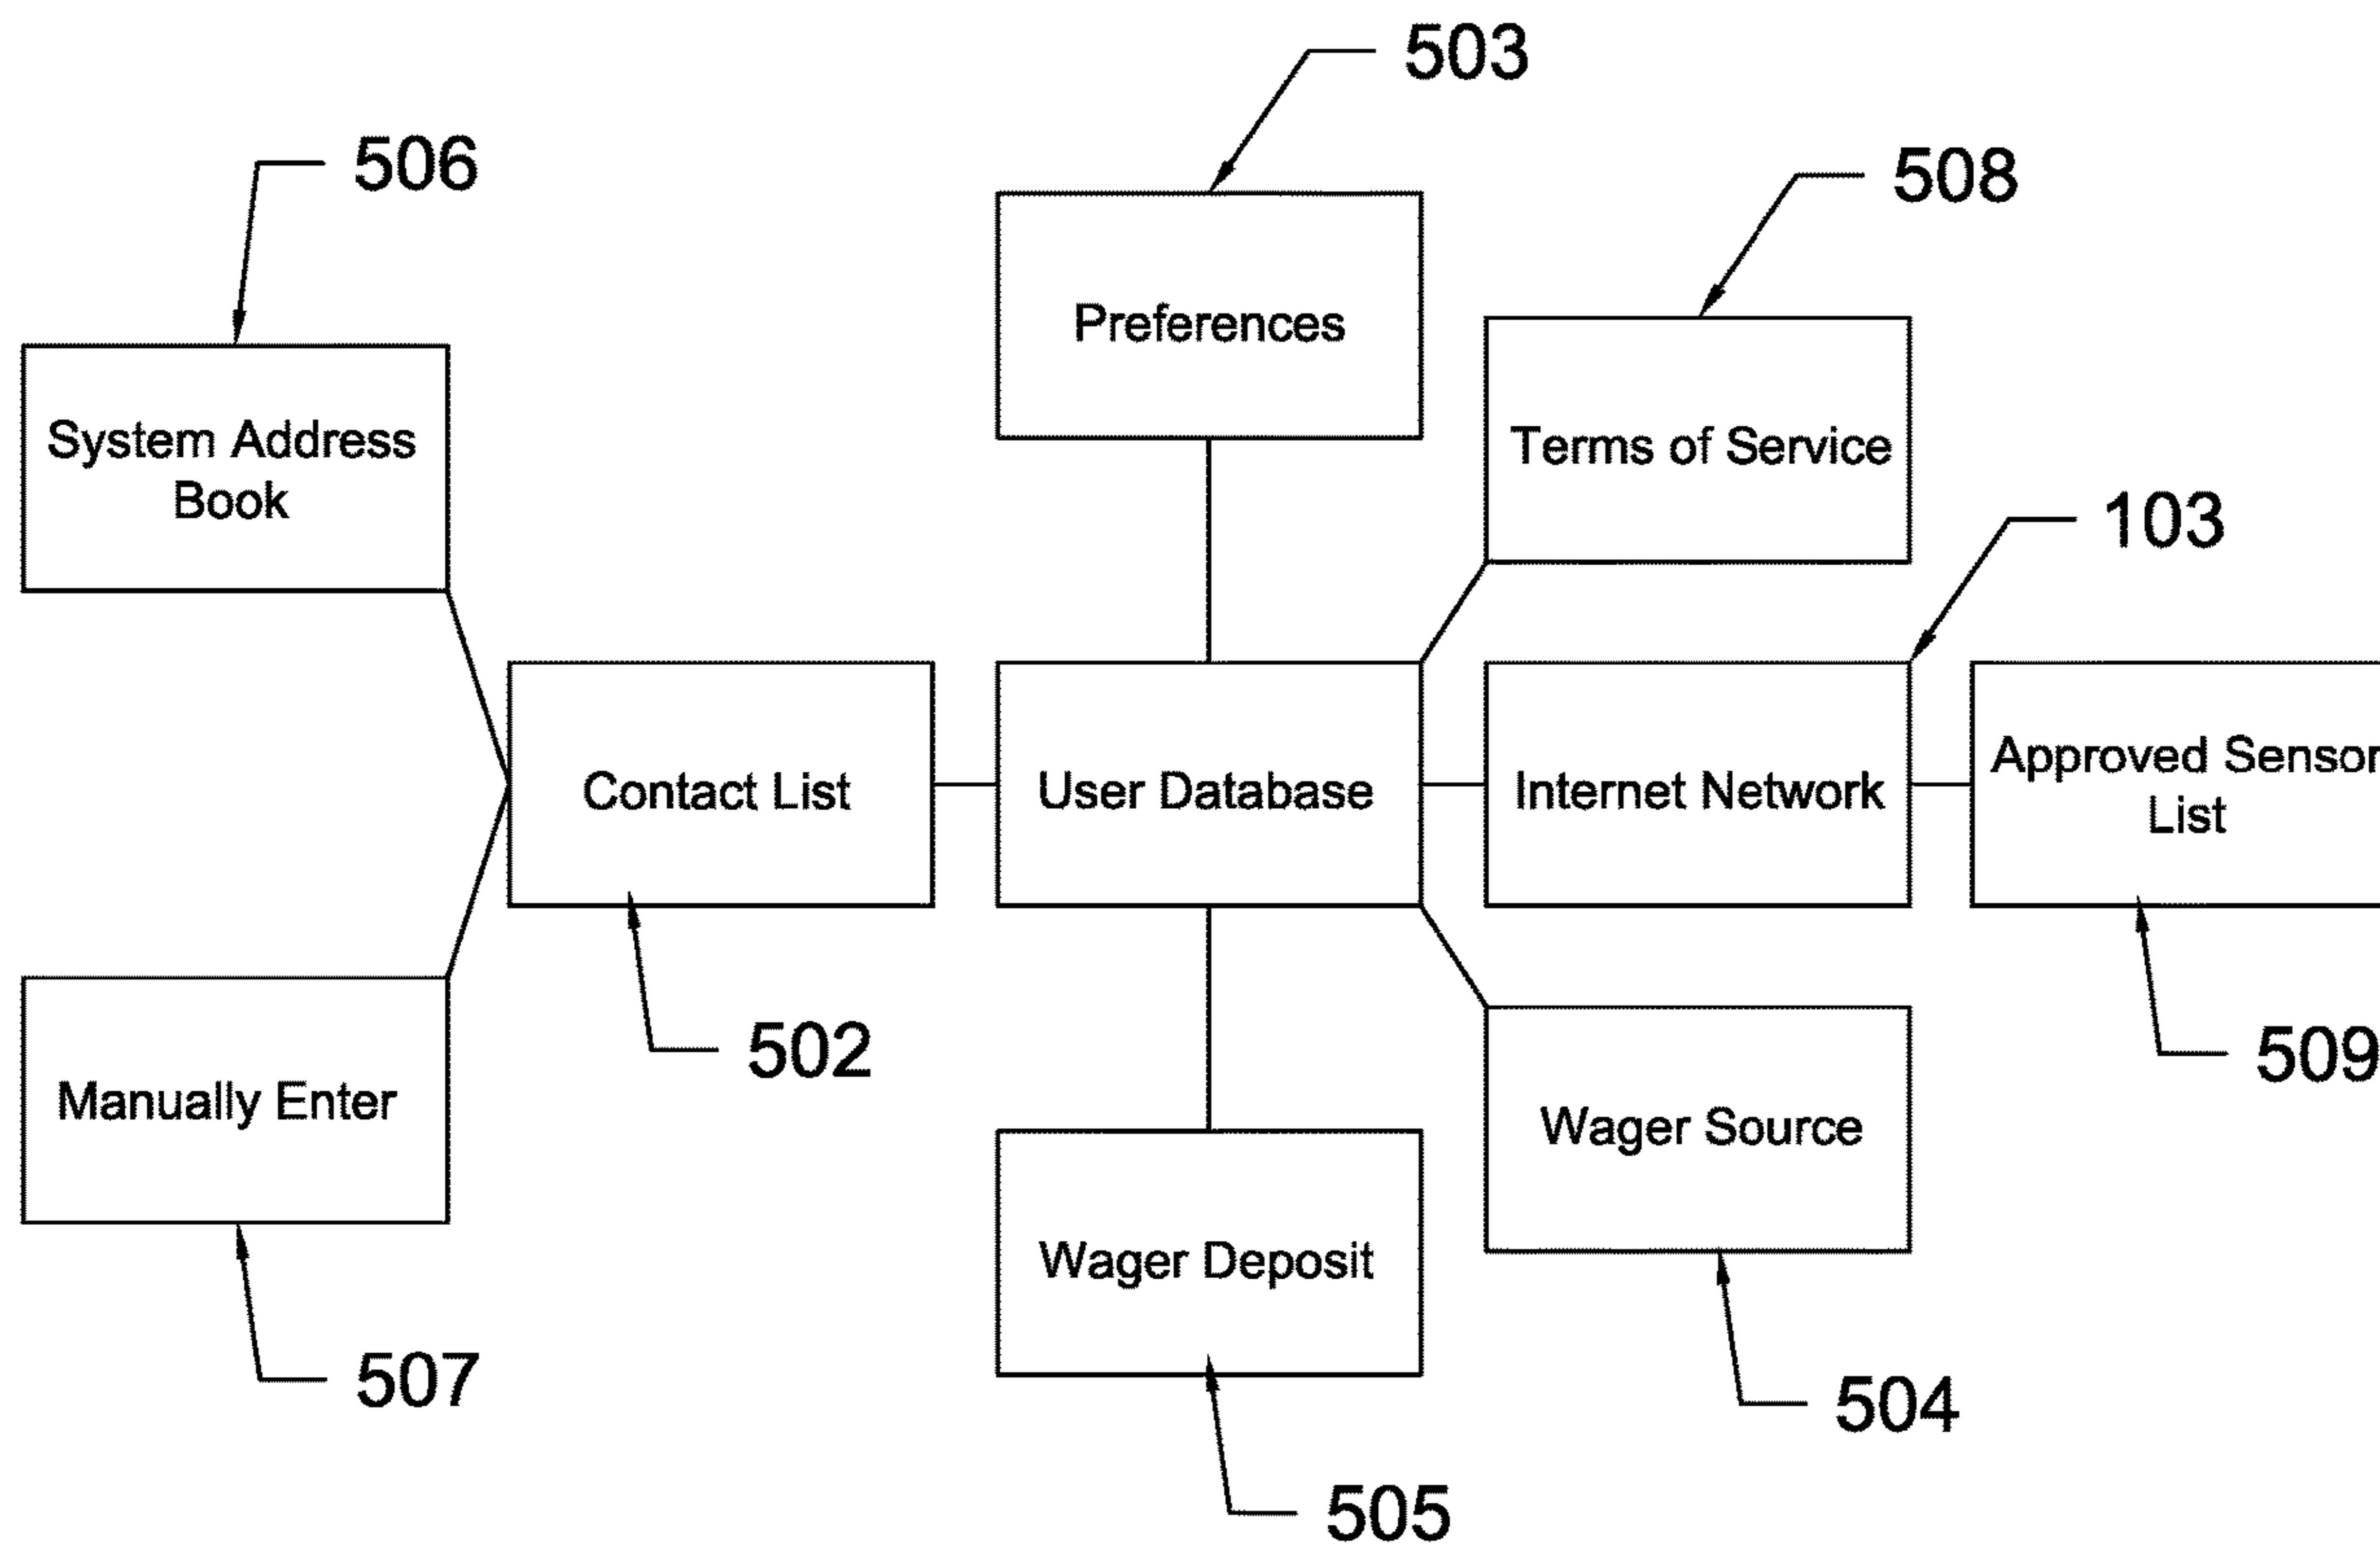 503
506
508
Preferences
System Address
Book
Terms of Service
103
Contact List
User Database
Internet Network
Approved Sensor
List
502
509
Manually Enter
Wager Source
Wager Deposit
507
504
505